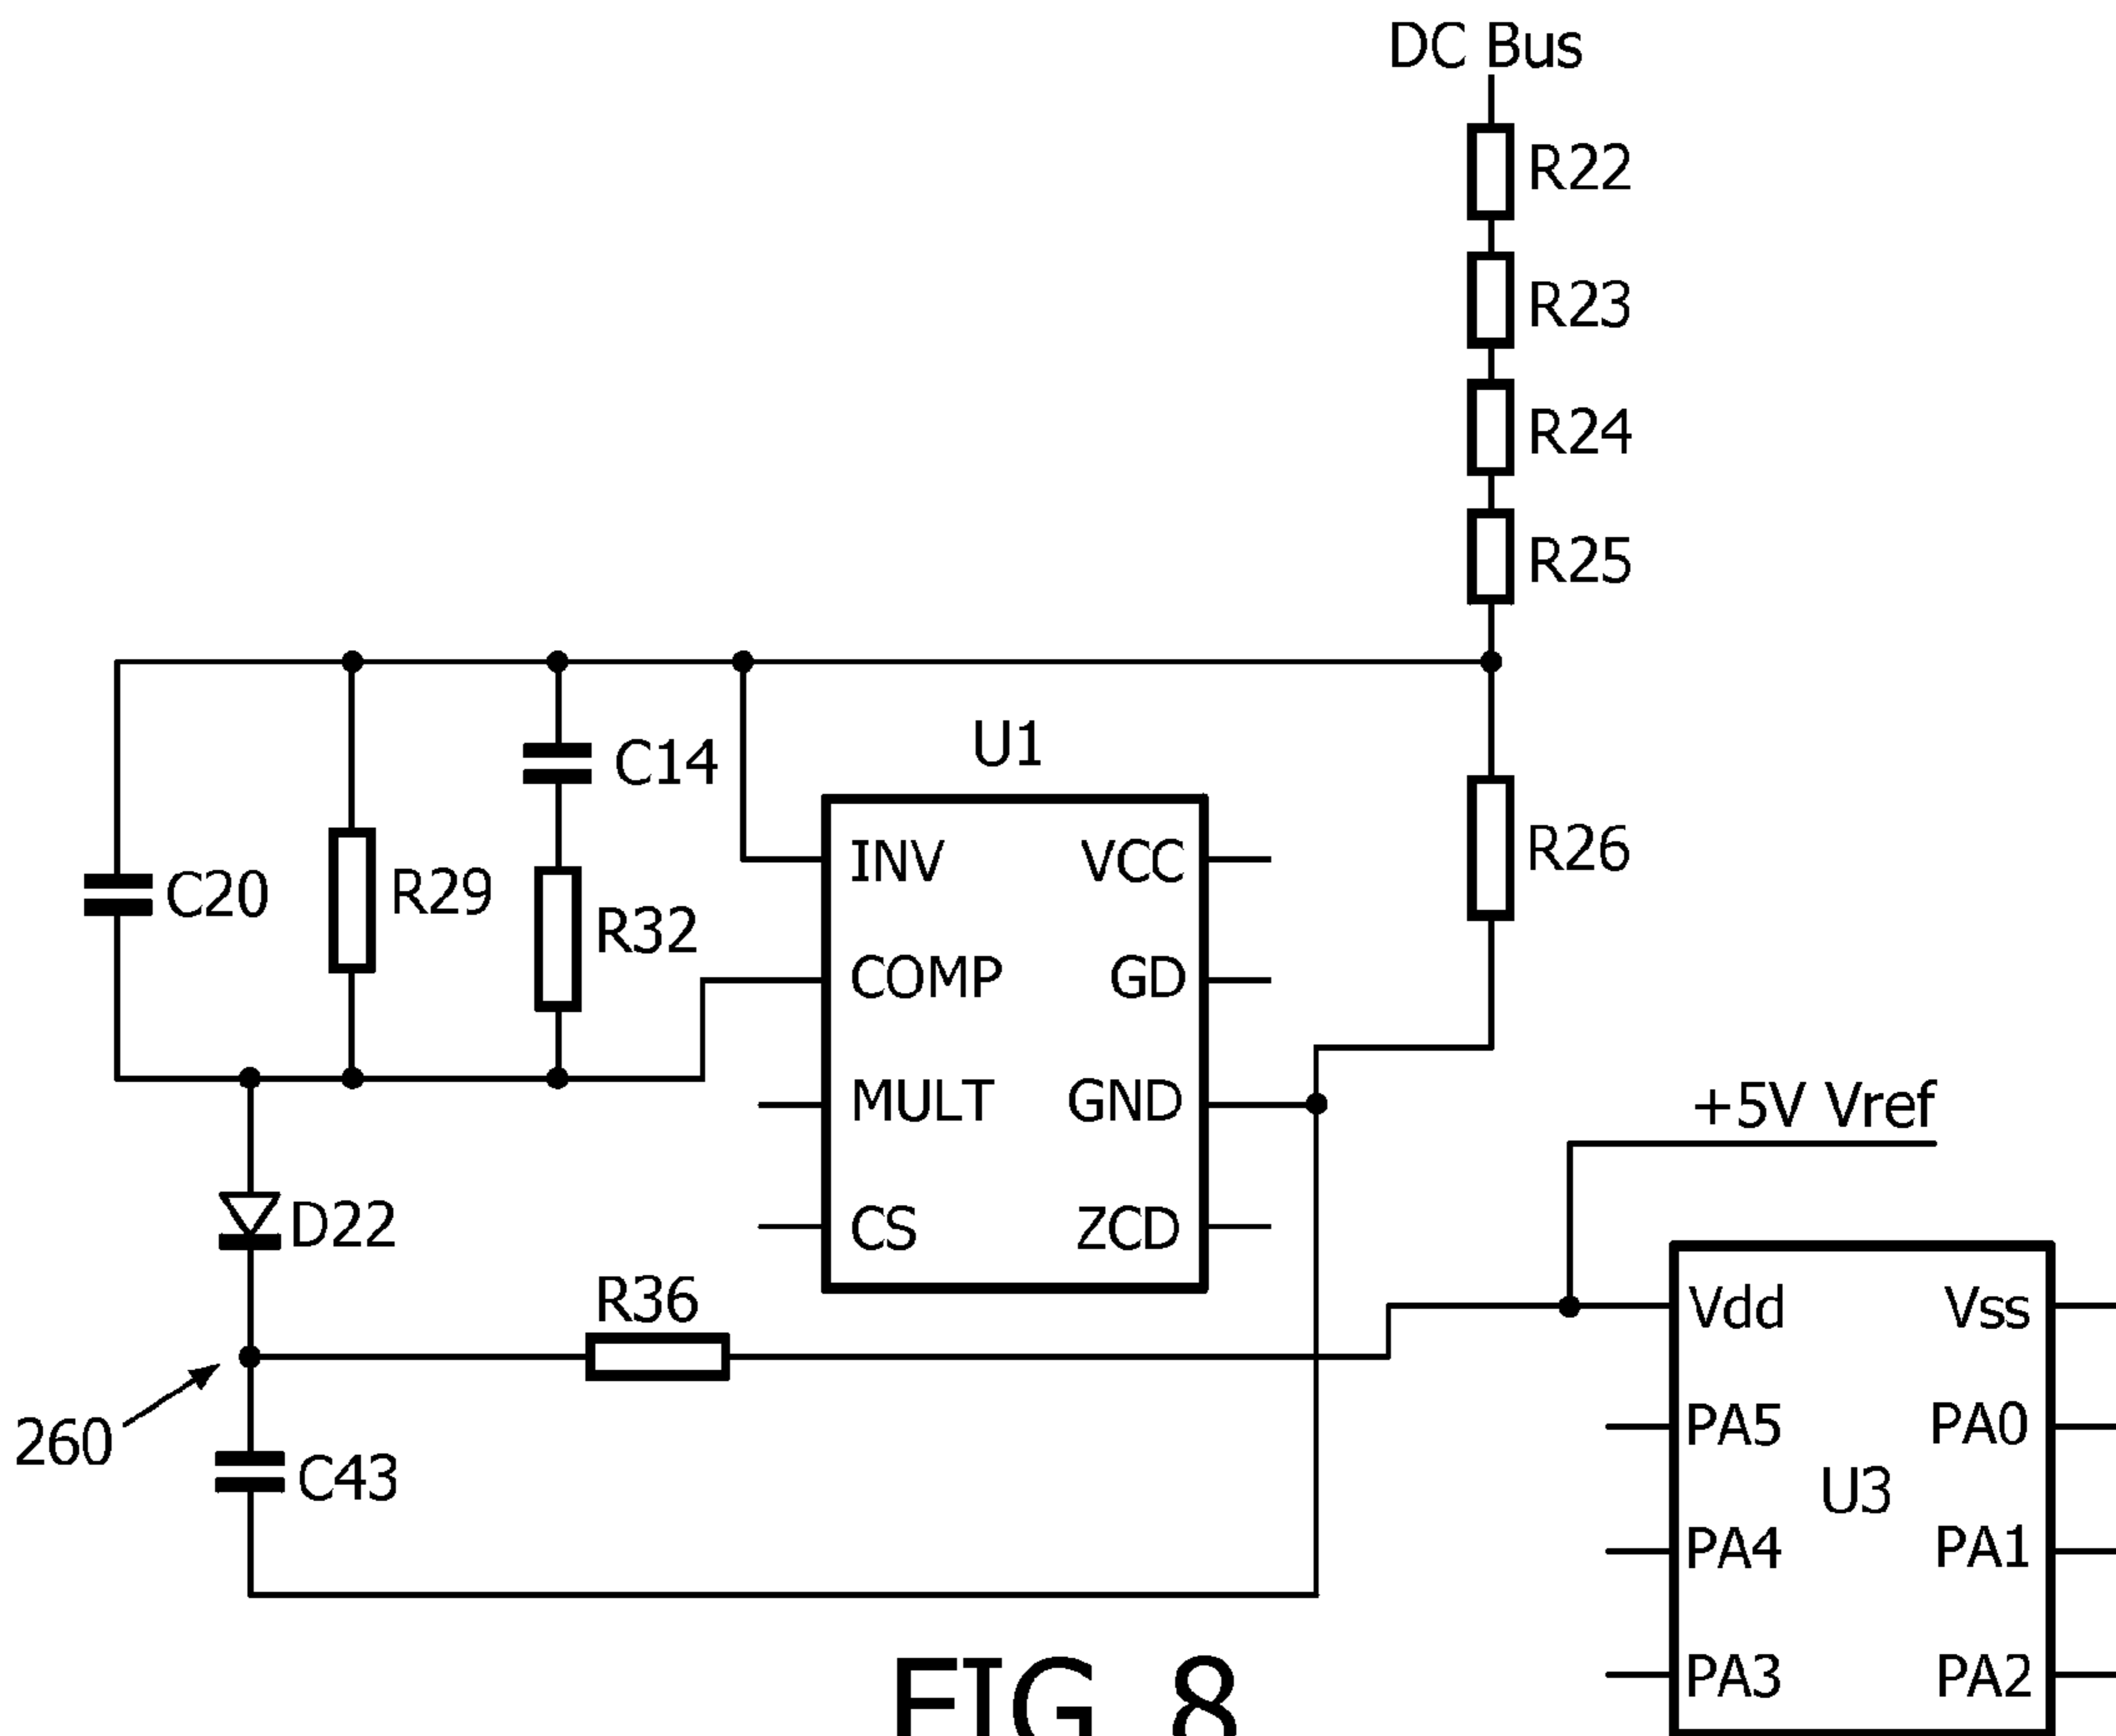 DC Bus
R22
R23
R24
R25
U1
C14
INV
VCC
R26
C20
R29
R32
COMP
GD
MULT
GND
+5V Vref
D22
CS
ZCD
R36
Vdd
Vss
260
PA5
PA0
C43
U3
PA4
PA1
PA3
PA2
FIG 8